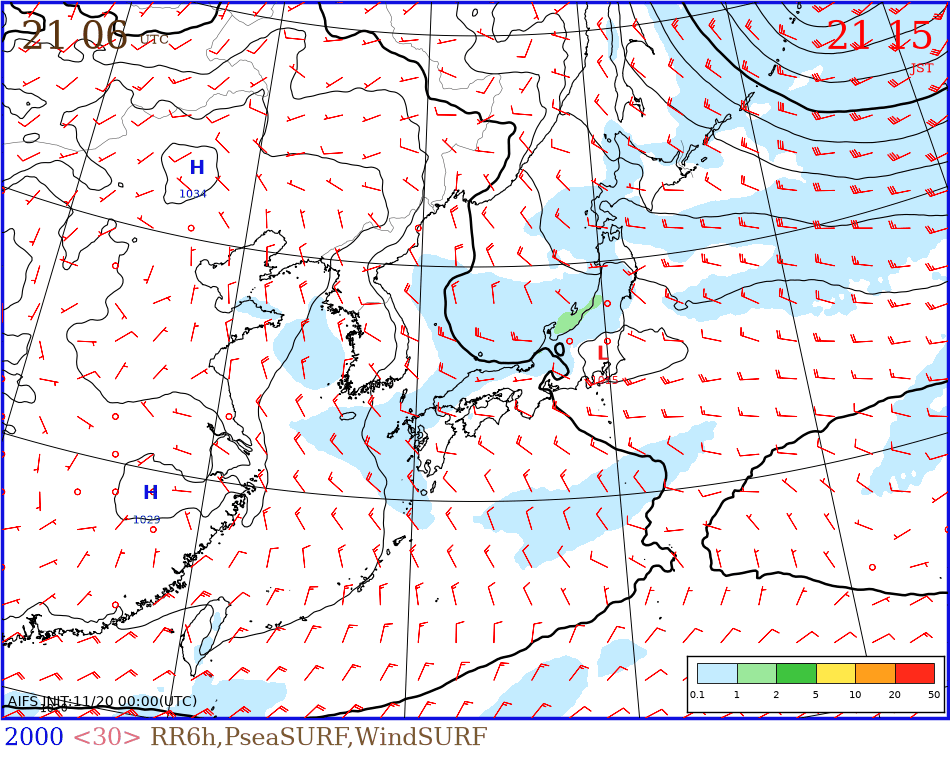 21 06 UTC
21 15 JST
H
1034
L
H
1029
AIFS INIT:11/20 00:00(UTC)
0.1 1 2 5 10 20 50
2000 <30> RR6h,PseaSURF,WindSURF